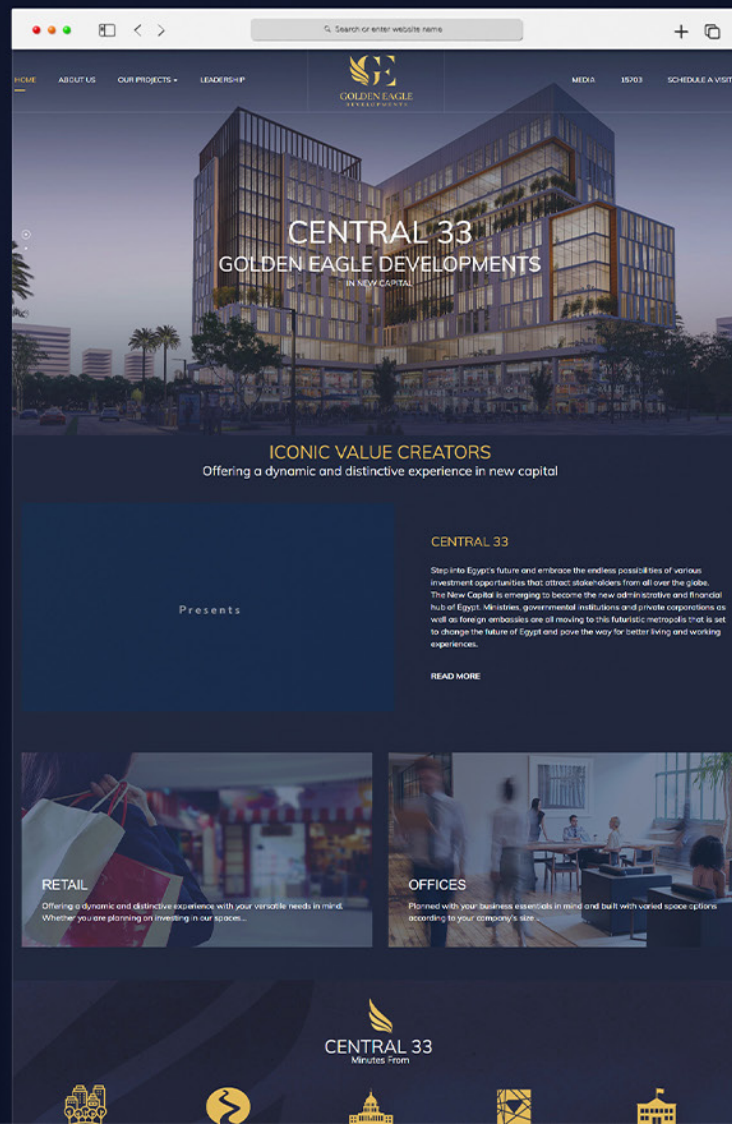 Search or enter website name
HOME
ABOUT US
OUR PROJECTS
LEADERSHIP
GE
GOLDEN EAGLE
DEVELOPMENTS
MEDIA
15703
SCHEDULE A VISIT
CENTRAL 33
GOLDEN EAGLE DEVELOPMENTS
IN NEW CAPITAL
ICONIC VALUE CREATORS
Offering a dynamic and distinctive experience in new capital
Presents
CENTRAL 33
Step into Egypt's future and embrace the endless possibilities of various
investment opportunities that attract stakeholders from all over the globe.
The New Capital is emerging to become the new administrative and financial
hub of Egypt. Ministries, governmental institutions and private corporations as
well as foreign embassies are all moving to this futuristic metropolis that is set
to change the future of Egypt and pave the way for better living and working
experiences.
READ MORE
RETAIL
Offering a dynamic and distinctive experience with your versatile needs in mind.
Whether you are planning on investing in our spaces...
OFFICES
Planned with your business essentials in mind and built with varied space options
according to your company's size ...
CENTRAL 33
Minutes From